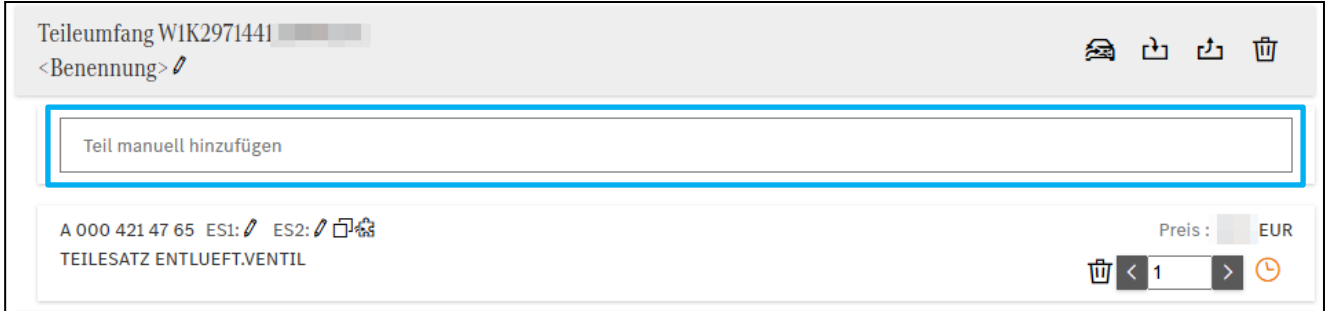 Teileumfang W1K2971441
<Benennung>
Teil manuell hinzufügen
A 000 421 47 65 ES1: ES2:
Preis : EUR
TEILESATZ ENTLUEFT.VENTIL
1